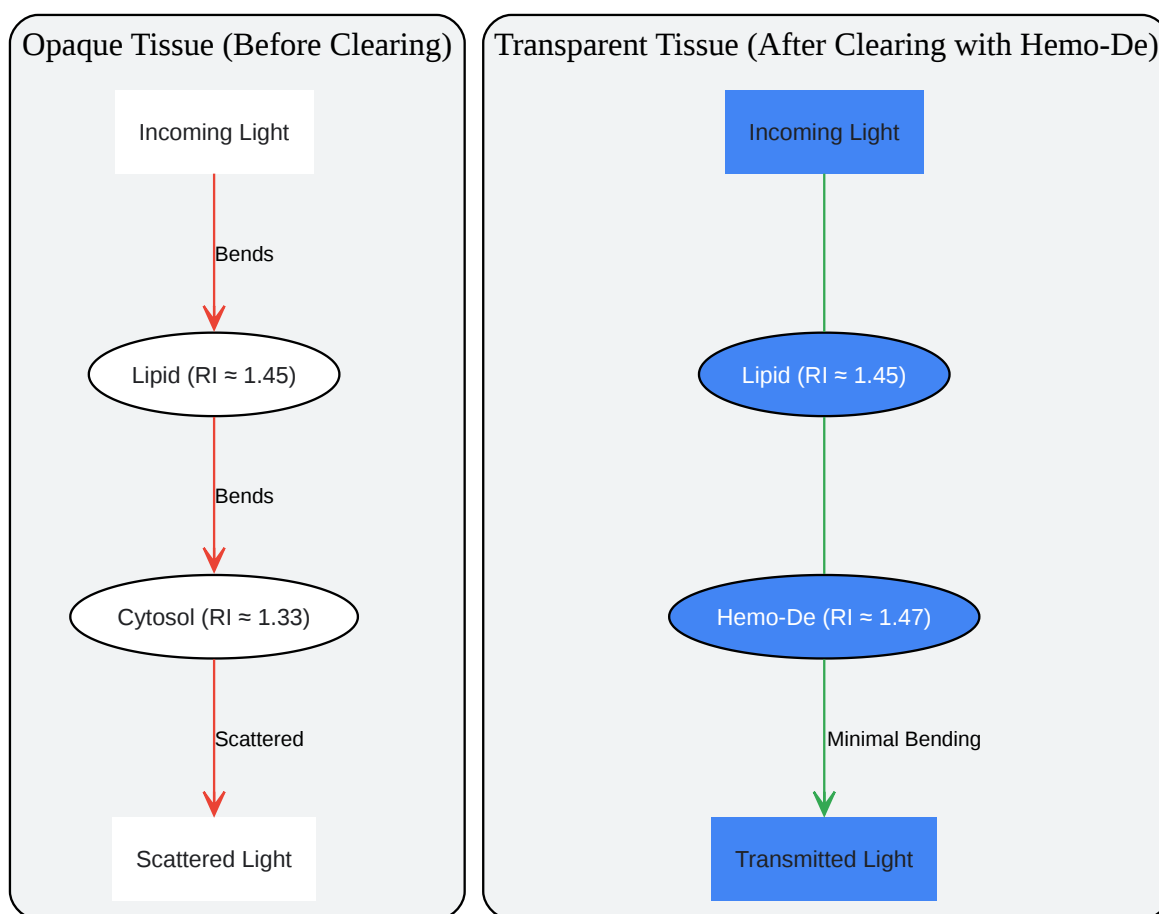 Opaque Tissue (Before Clearing)
Incoming Light
Bends
Lipid (RI ≈ 1.45)
Bends
Cytosol (RI ≈ 1.33)
Scattered
Scattered Light
Transparent Tissue (After Clearing with Hemo-De)
Incoming Light
Lipid (RI ≈ 1.45)
Hemo-De (RI ≈ 1.47)
Minimal Bending
Transmitted Light